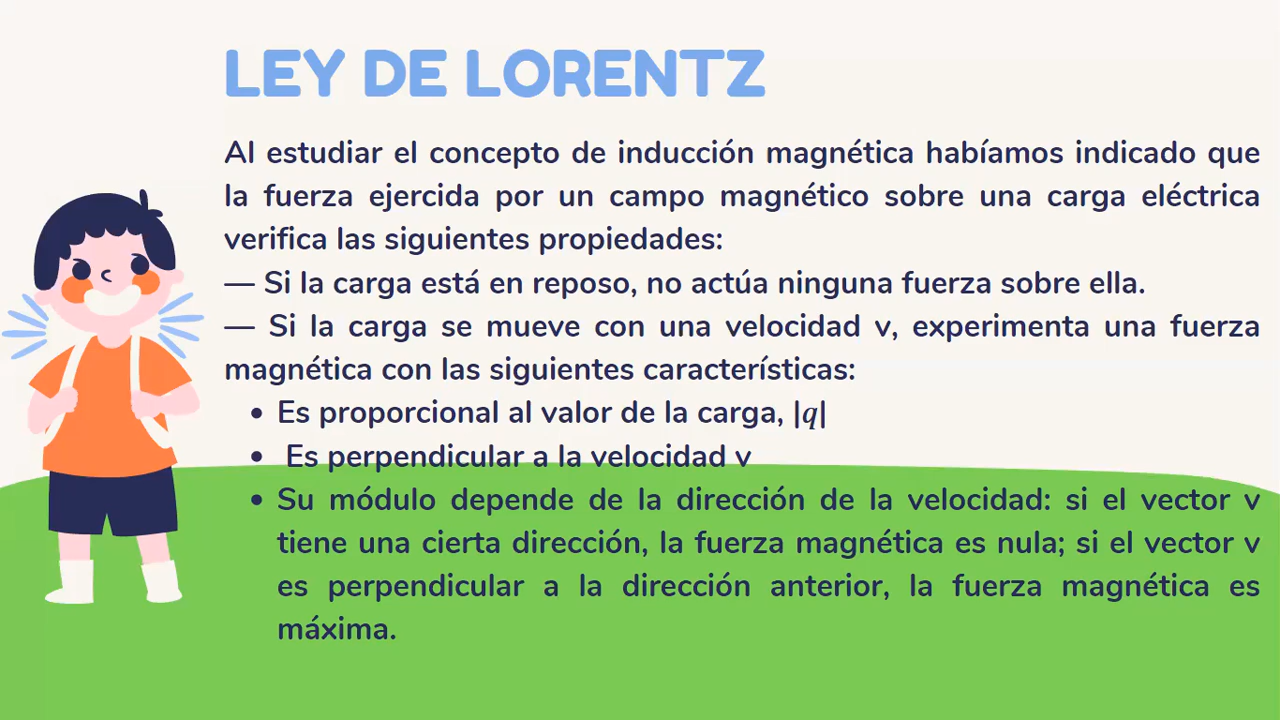 LEY DE LORENTZ
Al estudiar el concepto de inducción magnética habíamos indicado que
la fuerza ejercida por un campo magnético sobre una carga eléctrica
verifica las siguientes propiedades:
— Si la carga está en reposo, no actúa ninguna fuerza sobre ella.
— Si la carga se mueve con una velocidad v, experimenta una fuerza
magnética con las siguientes características:
• Es proporcional al valor de la carga, |q|
• Es perpendicular a la velocidad v
• Su módulo depende de la dirección de la velocidad: si el vector v
tiene una cierta dirección, la fuerza magnética es nula; si el vector v
es perpendicular a la dirección anterior, la fuerza magnética es
máxima.